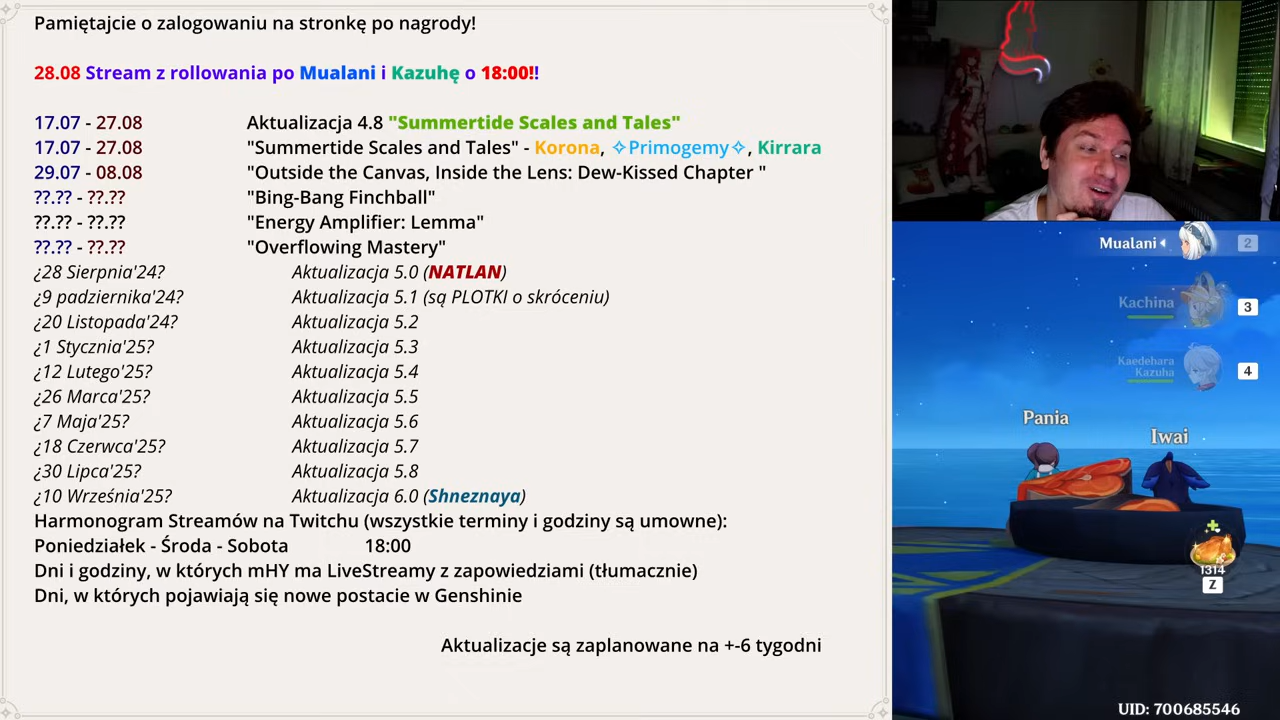 Pamiętajcie o zalogowaniu na stronkę po nagrody!
28.08 Stream z rollowania po Mualani i Kazuhę o 18:00!!
17.07 - 27.08 Aktualizacja 4.8 "Summertide Scales and Tales"
17.07 - 27.08 "Summertide Scales and Tales" - Korona, ✧Primogemy✧, Kirrara
29.07 - 08.08 "Outside the Canvas, Inside the Lens: Dew-Kissed Chapter "
??.?? - ??.?? "Bing-Bang Finchball"
??.?? - ??.?? "Energy Amplifier: Lemma"
??.?? - ??.?? "Overflowing Mastery"
¿28 Sierpnia'24? Aktualizacja 5.0 (NATLAN)
¿9 padziernika'24? Aktualizacja 5.1 (są PLOTKI o skróceniu)
¿20 Listopada'24? Aktualizacja 5.2
¿1 Stycznia'25? Aktualizacja 5.3
¿12 Lutego'25? Aktualizacja 5.4
¿26 Marca'25? Aktualizacja 5.5
¿7 Maja'25? Aktualizacja 5.6
¿18 Czerwca'25? Aktualizacja 5.7
¿30 Lipca'25? Aktualizacja 5.8
¿10 Września'25? Aktualizacja 6.0 (Shneznaya)
Harmonogram Streamów na Twitchu (wszystkie terminy i godziny są umowne):
Poniedziałek - Środa - Sobota 18:00
Dni i godziny, w których mHY ma LiveStreamy z zapowiedziami (tłumacznie)
Dni, w których pojawiają się nowe postacie w Genshinie
Aktualizacje są zaplanowane na +-6 tygodni
Mualani 2
Kachina 3
Kaedehara
Kazuha 4
Pania
Iwai
1314
Z
UID: 700685546